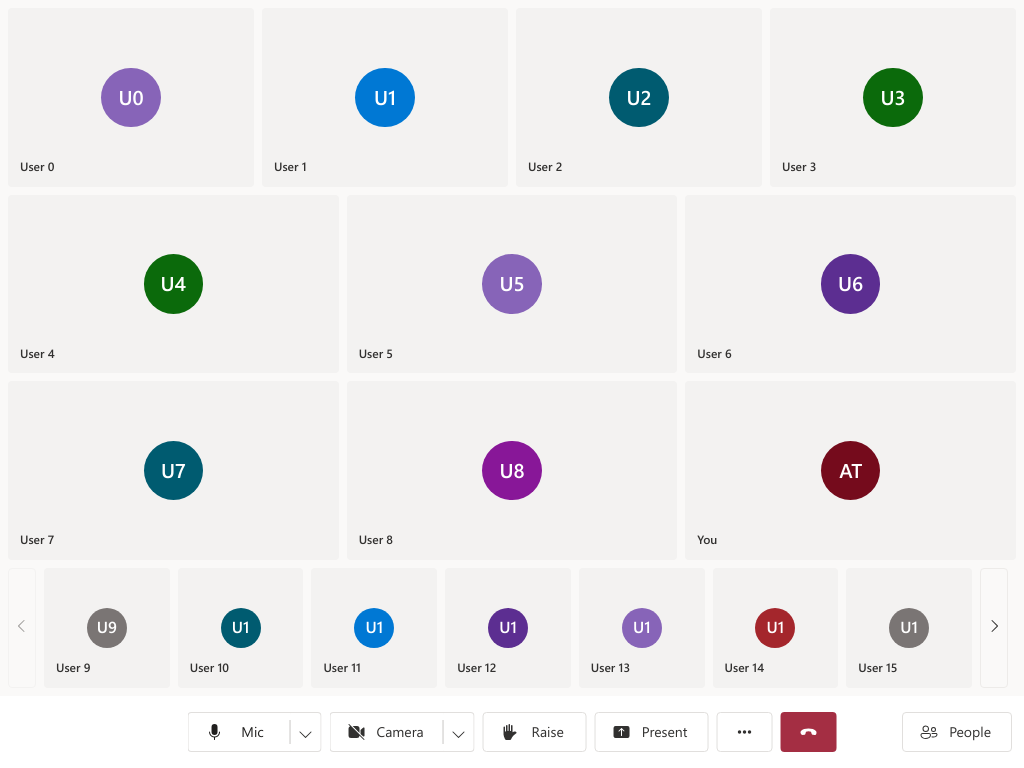 U0 U1 U2 U3
User 0 User 1 User 2 User 3
U4 U5 U6
User 4 User 5 User 6
U7 U8 AT
User 7 User 8 You
U9 U1 U1 U1 U1 U1 U1
User 9 User 10 User 11 User 12 User 13 User 14 User 15
Mic Camera Raise Present People